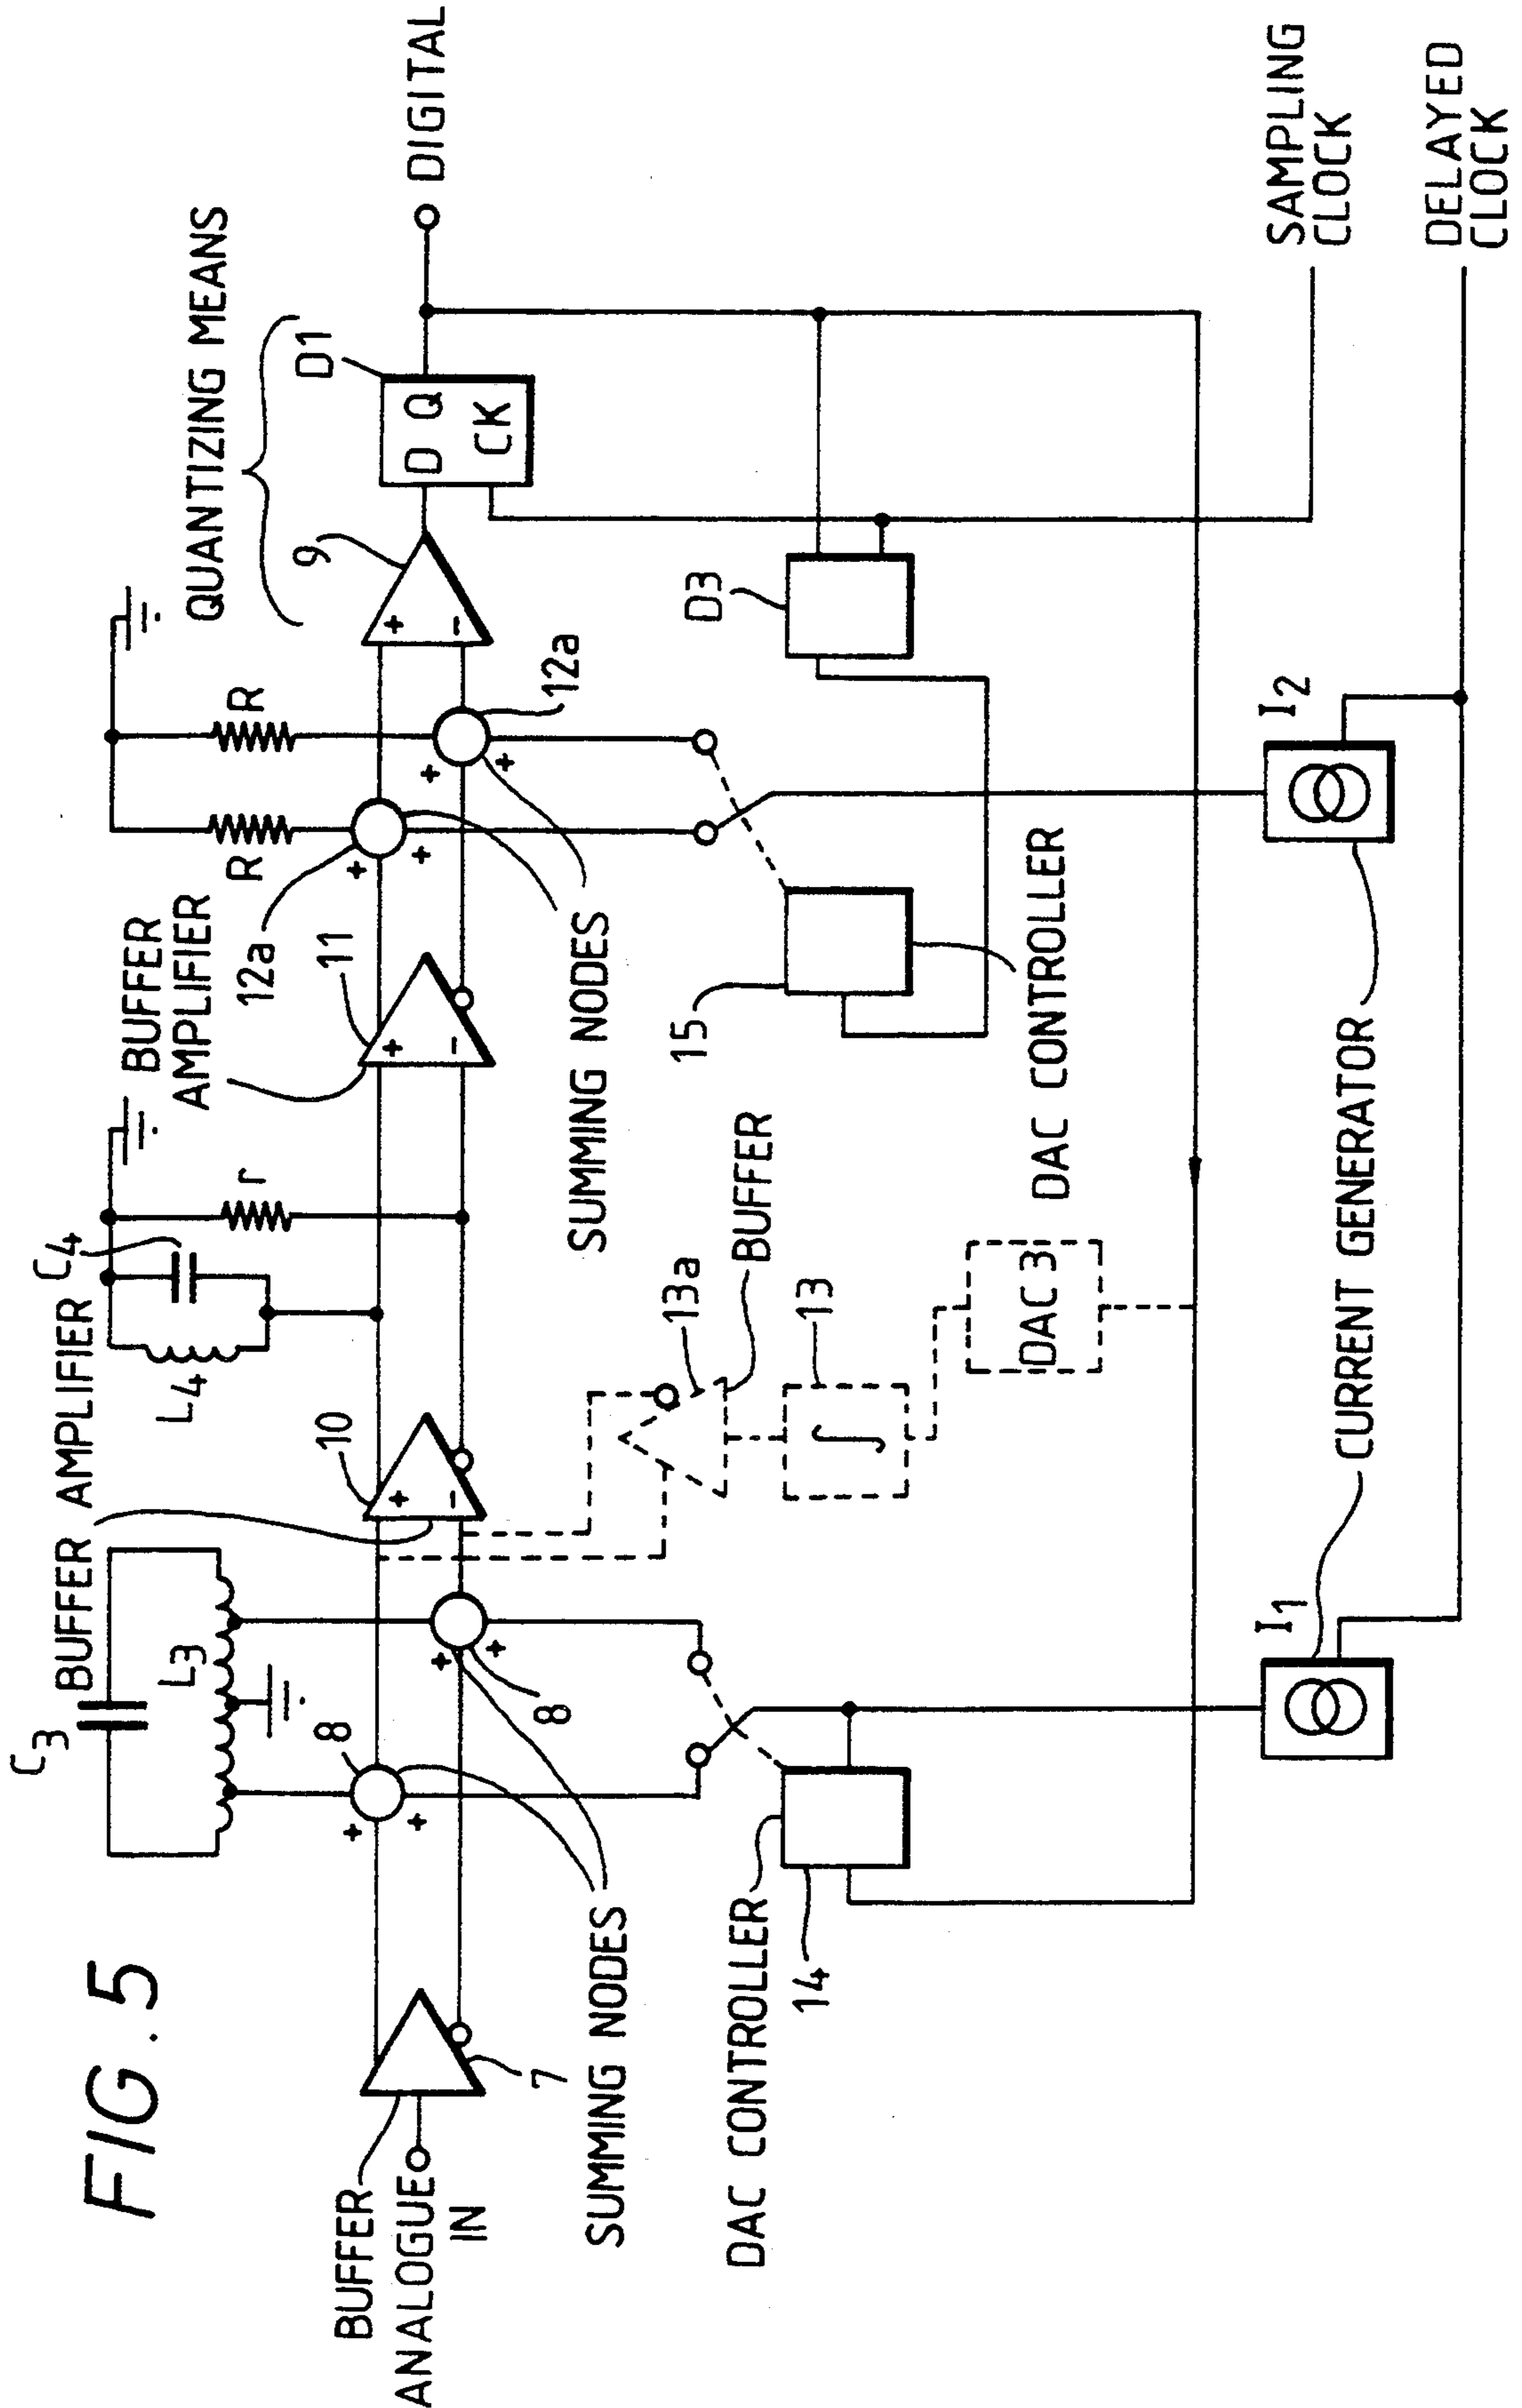 FIG. 5
C3
L3
BUFFER AMPLIFIER
C4
L4
r
BUFFER
AMPLIFIER
R
R
QUANTIZING MEANS
BUFFER
ANALOGUE
IN
7
8
8
+
+
+
+
SUMMING NODES
10
+
−
11
+
−
12a
12a
+
+
+
+
SUMMING NODES
9
+
−
D1
D Q
CK
DIGITAL
13a
BUFFER
13
∫
DAC 3
DAC CONTROLLER
14
15
DAC CONTROLLER
D3
I1
I2
CURRENT GENERATOR
SAMPLING
CLOCK
DELAYED
CLOCK